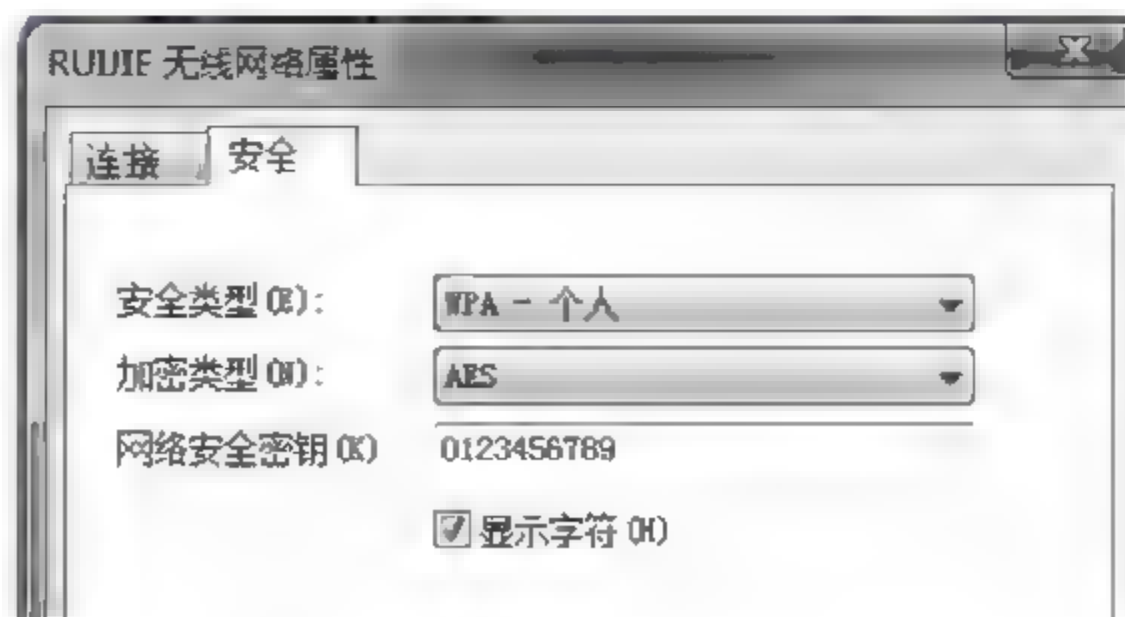 RUIJIE 无线网络属性
连接 安全
安全类型(E): WPA - 个人
加密类型(N): AES
网络安全密钥(K) 0123456789
显示字符(H)